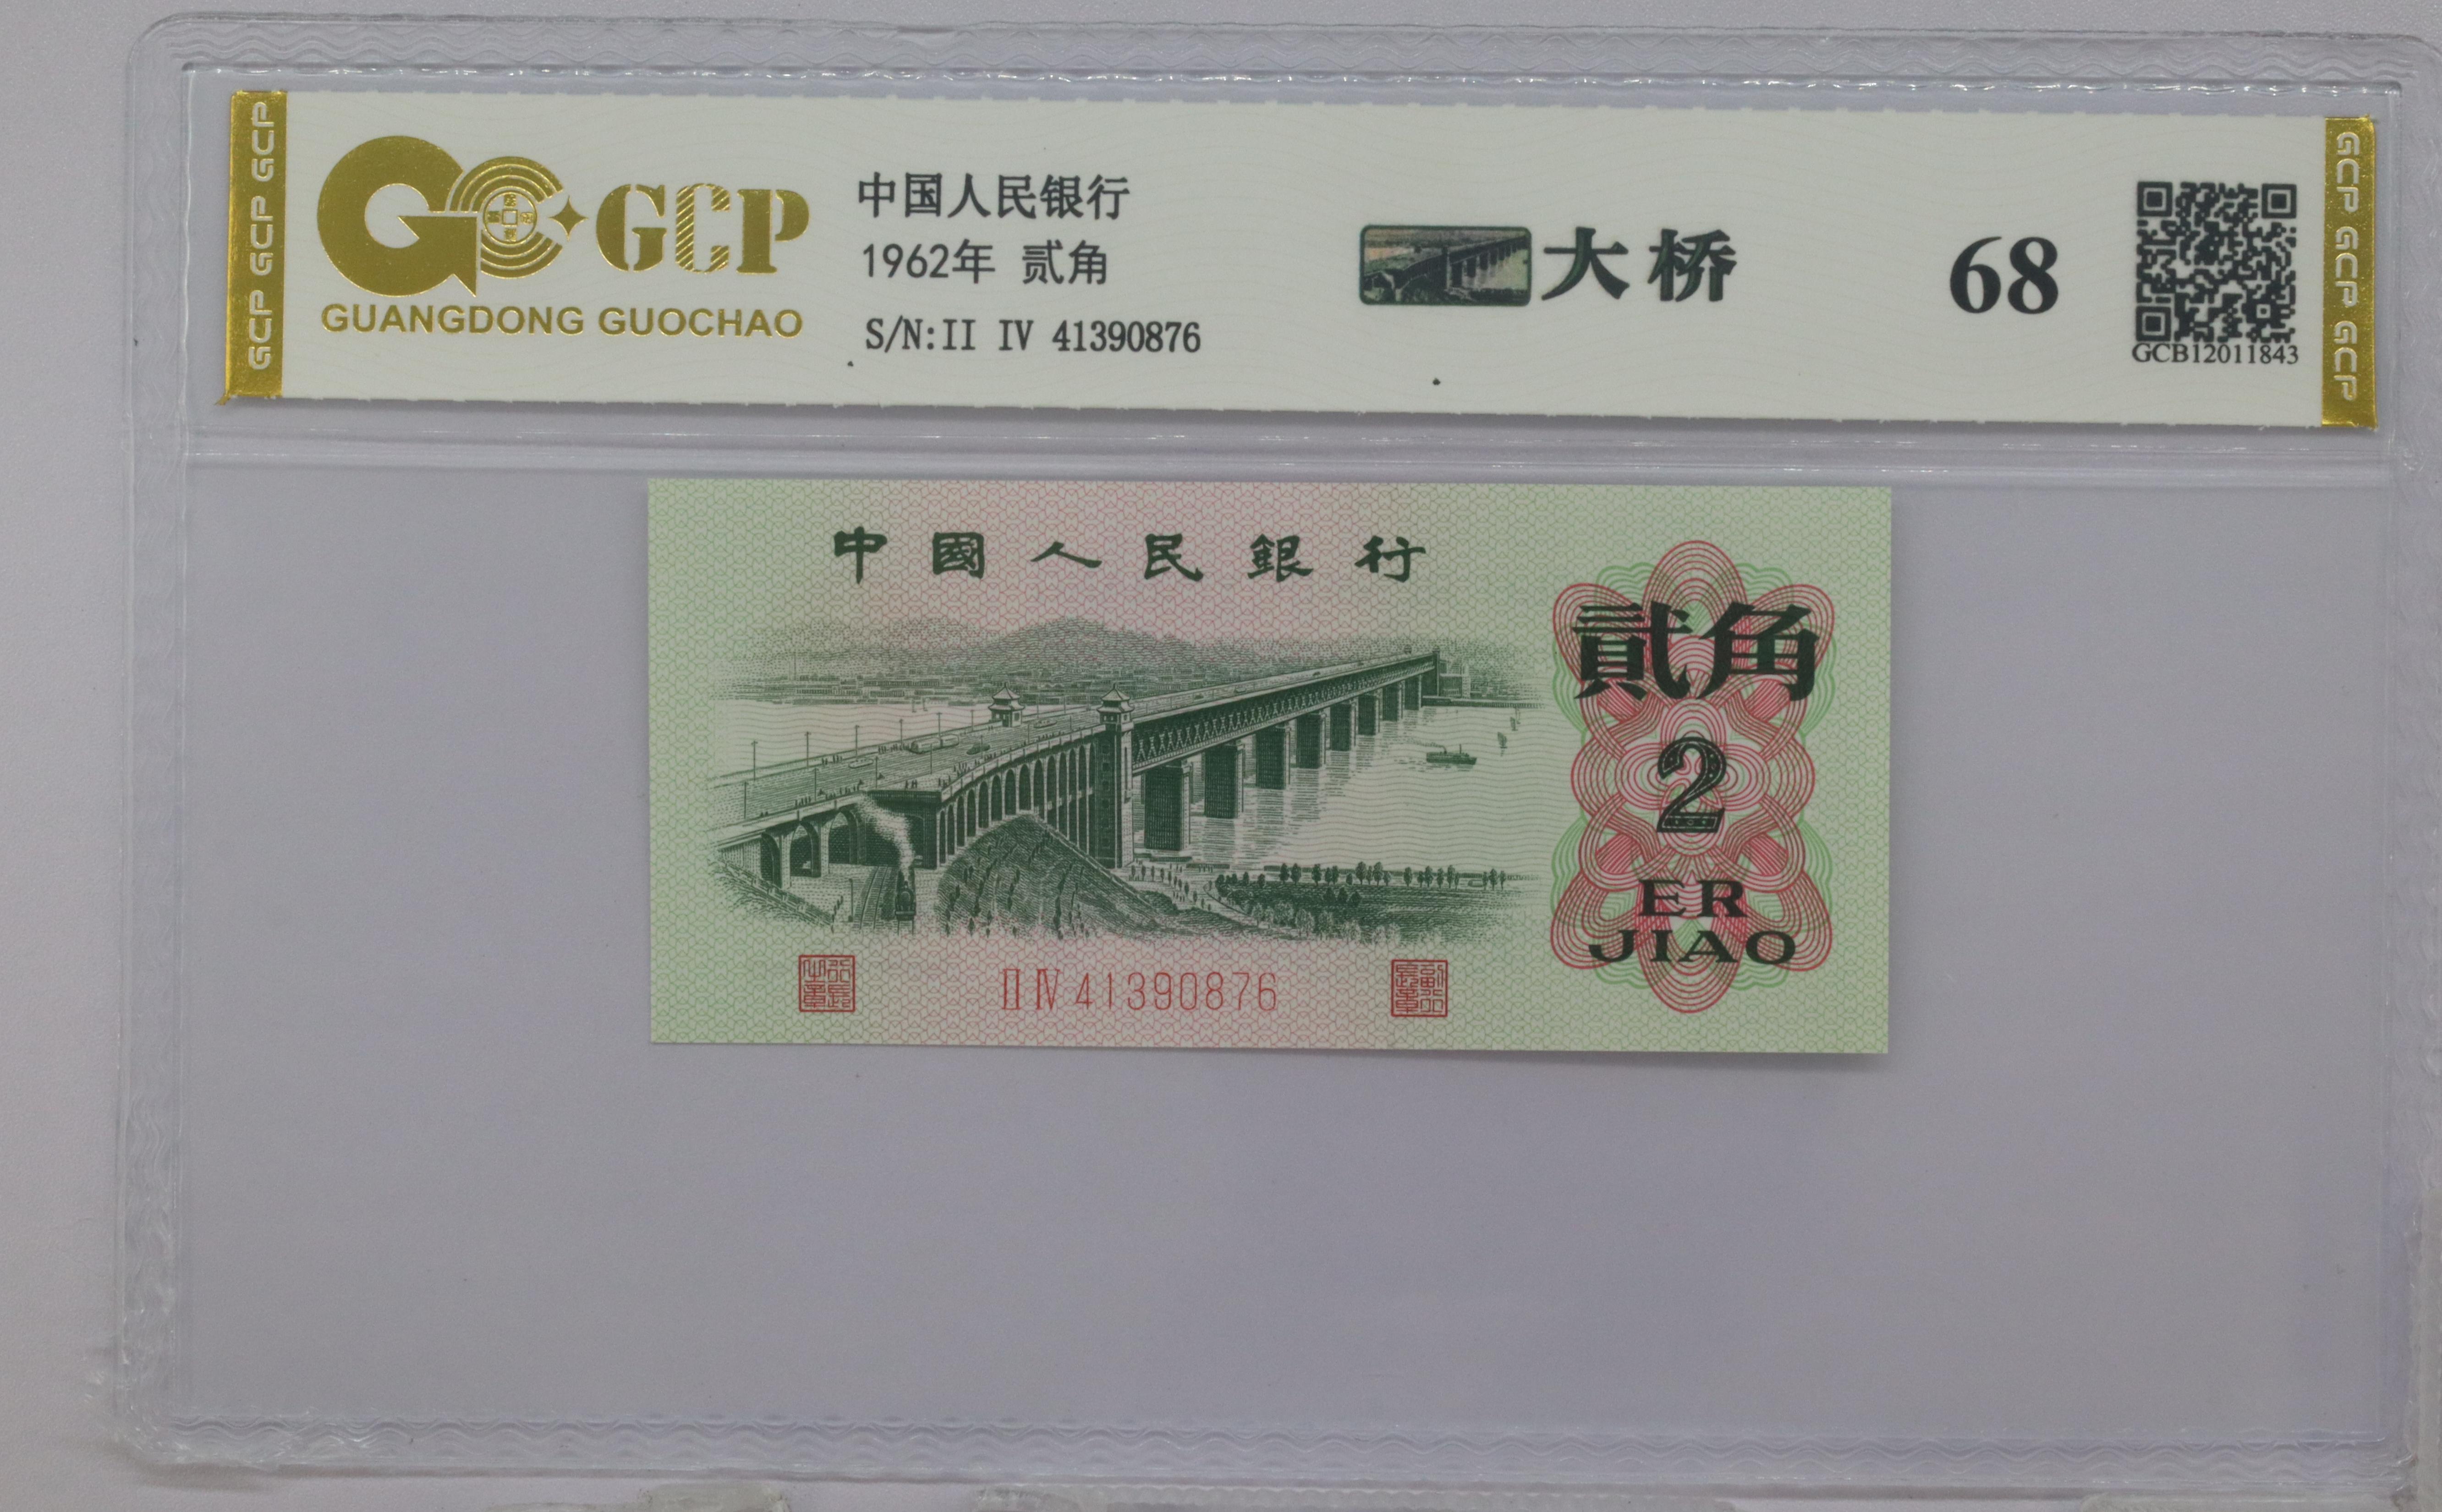 GCP GCP GCP
GCP
GUANGDONG GUOCHAO
中国人民银行
1962年 贰角
S/N:II IV 41390876
大桥
68
GCB12011843
GCP GCP GCP
中國人民銀行
貳角
2
ER
JIAO
II IV 41390876